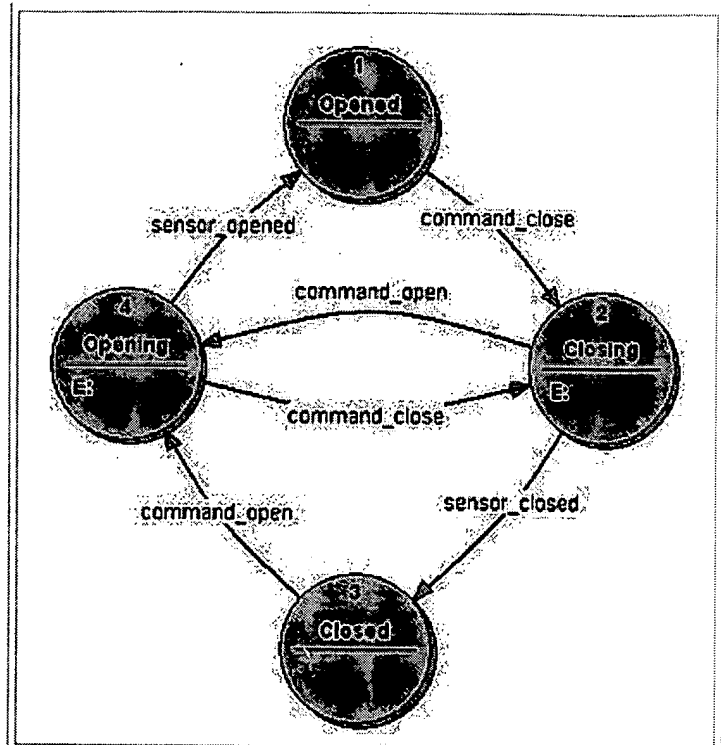 1
Opened
sensor_opened
command_close
command_open
4
Opening
E:
2
Closing
E:
command_close
command_open
sensor_closed
3
Closed